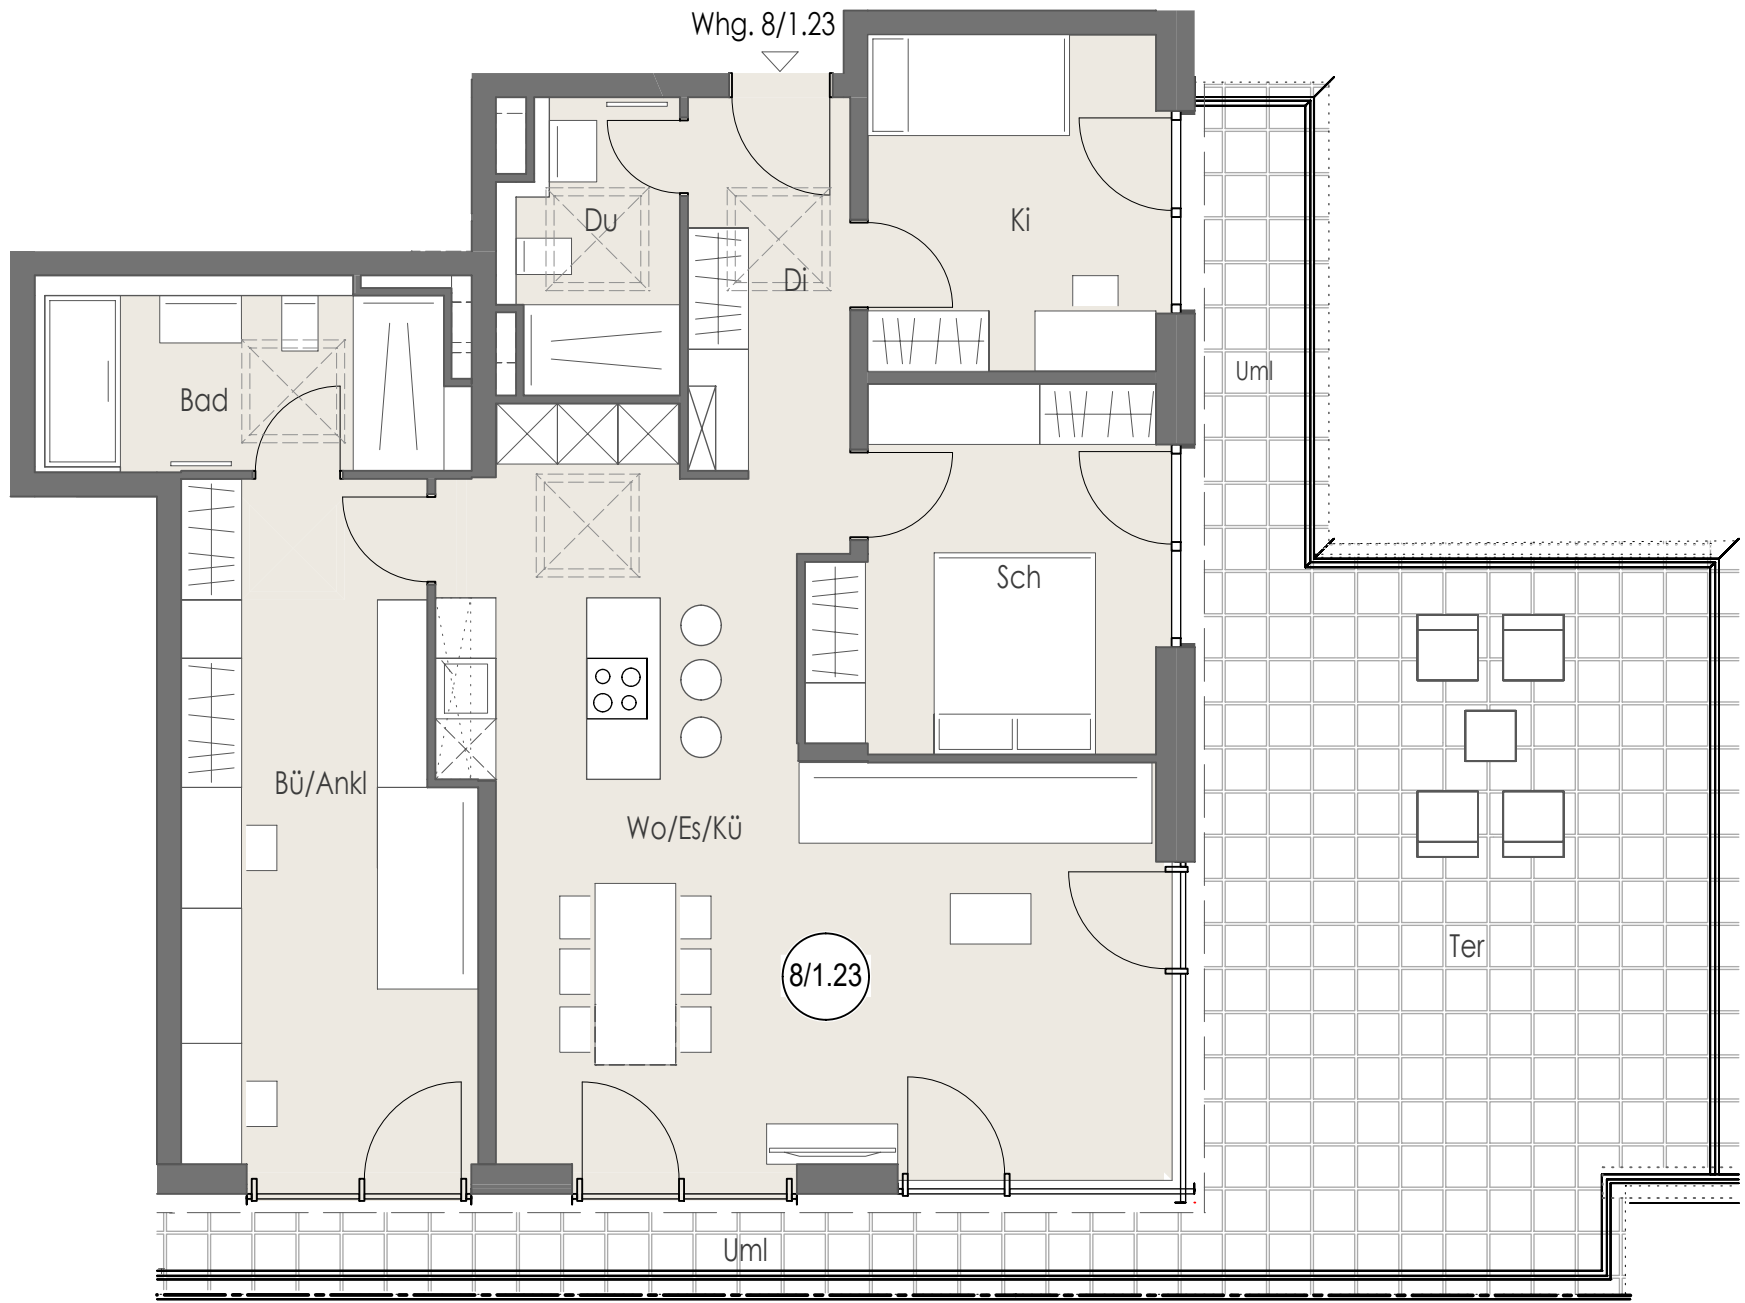 Whg. 8/1.23
Du
Ki
Di
Uml
Bad
Sch
Bü/Ankl
Wo/Es/Kü
Ter
8/1.23
Uml